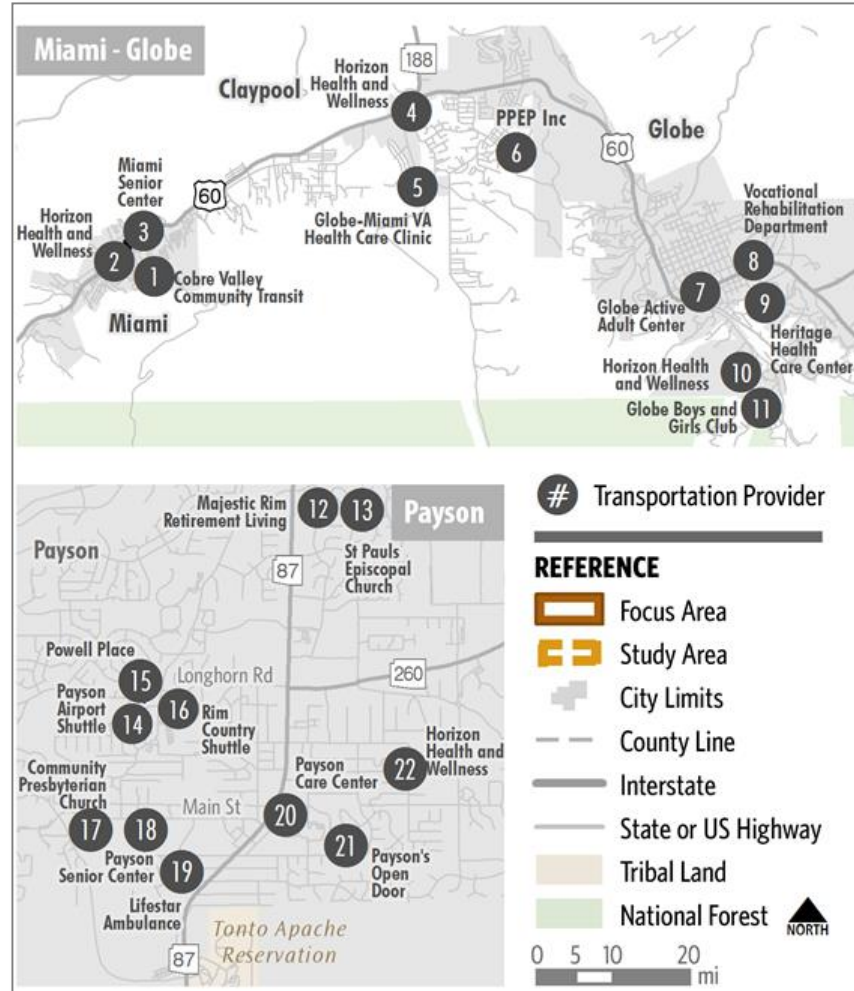 Miami - Globe
188
Horizon
Health and
Wellness
4
Claypool
PPEP Inc
6
Globe
60
5
Globe-Miami VA
Health Care Clinic
60
Miami
Senior
Center
3
Horizon
Health and
Wellness
2
1
Cobre Valley
Community Transit
Miami
Vocational
Rehabilitation
Department
8
7
Globe Active
Adult Center
9
Heritage
Health
Care Center
Horizon Health
and Wellness
10
Globe Boys and
Girls Club
11
Payson
Payson
Majestic Rim
Retirement Living
12
13
St Pauls
Episcopal
Church
87
Powell Place
15
Longhorn Rd
260
Payson
Airport
Shuttle
14
16
Rim
Country
Shuttle
Horizon
Health and
Wellness
22
Community
Presbyterian
Church
17
Main St
Payson
Care Center
20
18
Payson
Senior Center
21
Payson's
Open
Door
19
Lifestar
Ambulance
Tonto Apache
Reservation
87
# Transportation Provider
REFERENCE
Focus Area
Study Area
City Limits
County Line
Interstate
State or US Highway
Tribal Land
National Forest
NORTH
0 5 10 20
mi